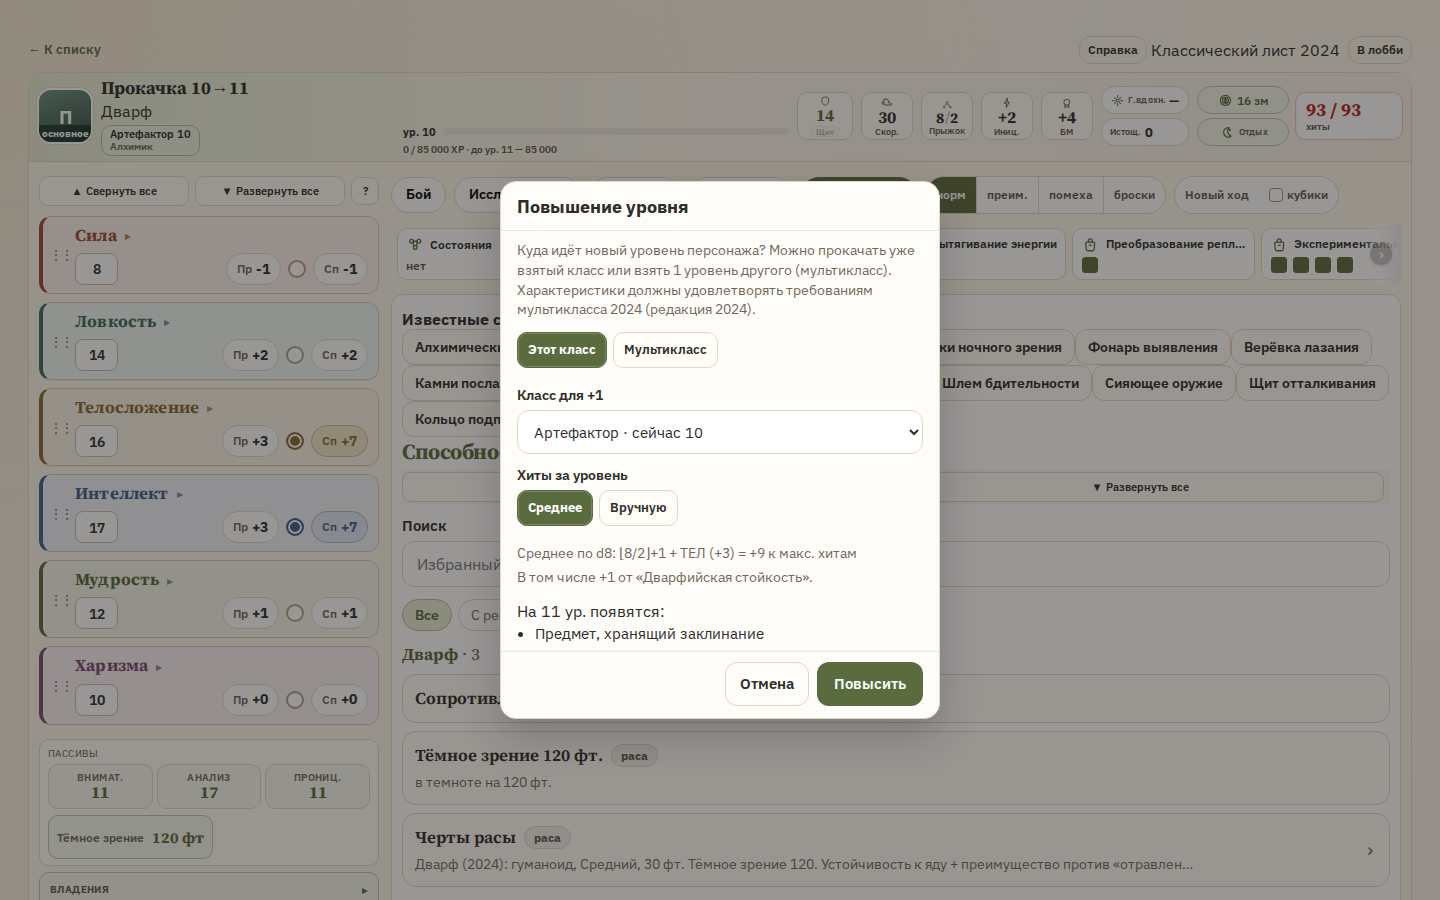 ← К списку
Справка Классический лист 2024 В лобби
П
основное
Прокачка 10→11
Дварф
Артефактор 10
Алхимик
ур. 10
0 / 85 000 XP · до ур. 11 — 85 000
14
Щит
30
Скор.
8/2
Прыжок
+2
Иниц.
+4
БМ
Г.вдохн. —
Истощ. 0
16 зм
Отдых
93 / 93
хиты
▲ Свернуть все ▼ Развернуть все ?
Сила ▸
8 Пр -1 Сп -1
Ловкость ▸
14 Пр +2 Сп +2
Телосложение ▸
16 Пр +3 Сп +7
Интеллект ▸
17 Пр +3 Сп +7
Мудрость ▸
12 Пр +1 Сп +1
Харизма ▸
10 Пр +0 Сп +0
ПАССИВЫ
ВНИМАТ. АНАЛИЗ ПРОНИЦ.
11 17 11
Тёмное зрение 120 фт
ВЛАДЕНИЯ ▸
Бой Иссл
норм преим. помеха броски Новый ход кубики
Состояния
нет
ытягивание энергии Преобразование репл... Эксперименталь
Известные с
Алхимически ки ночного зрения Фонарь выявления Верёвка лазания
Камни посла Шлем бдительности Сияющее оружие Щит отталкивания
Кольцо подп
Способно
▼ Развернуть все
Поиск
Избранный
Все С ре
Дварф · 3
Сопротивл
Тёмное зрение 120 фт. раса
в темноте на 120 фт.
Черты расы раса
Дварф (2024): гуманоид, Средний, 30 фт. Тёмное зрение 120. Устойчивость к яду + преимущество против «отравлен...
Повышение уровня
Куда идёт новый уровень персонажа? Можно прокачать уже
взятый класс или взять 1 уровень другого (мультикласс).
Характеристики должны удовлетворять требованиям
мультикласса 2024 (редакция 2024).
Этот класс Мультикласс
Класс для +1
Артефактор · сейчас 10
Хиты за уровень
Среднее Вручную
Среднее по d8: ⌊8/2⌋+1 + ТЕЛ (+3) = +9 к макс. хитам
В том числе +1 от «Дварфийская стойкость».
На 11 ур. появятся:
• Предмет, хранящий заклинание
Отмена Повысить